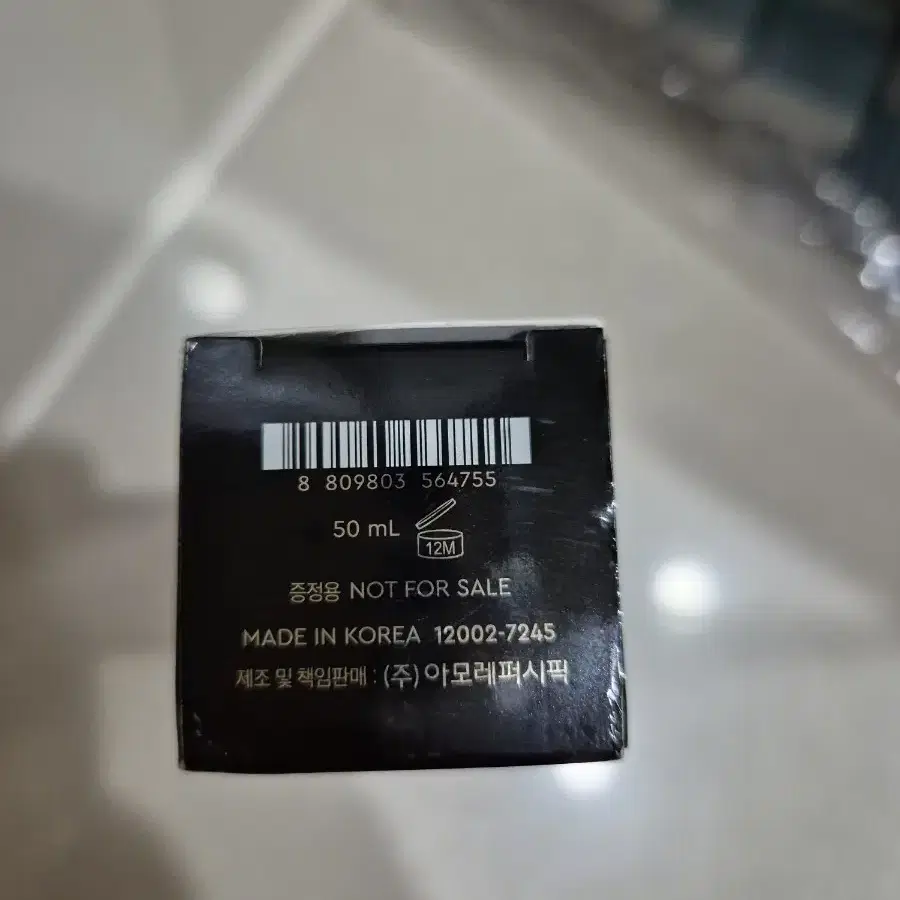 8 809803 564755
50 mL
12M
증정용 NOT FOR SALE
MADE IN KOREA 12002-7245
제조 및 책임판매 : (주)아모레퍼시픽